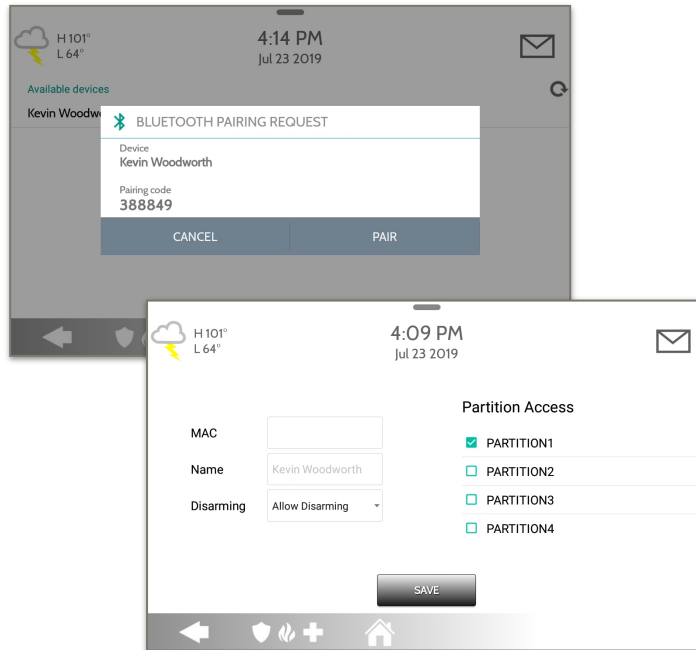 H 101°
L 64°
4:14 PM
Jul 23 2019
Available devices
Kevin Woodw
BLUETOOTH PAIRING REQUEST
Device
Kevin Woodworth
Pairing code
388849
CANCEL PAIR
H 101°
L 64°
4:09 PM
Jul 23 2019
Partition Access
MAC
Name Kevin Woodworth
Disarming Allow Disarming
PARTITION1
PARTITION2
PARTITION3
PARTITION4
SAVE